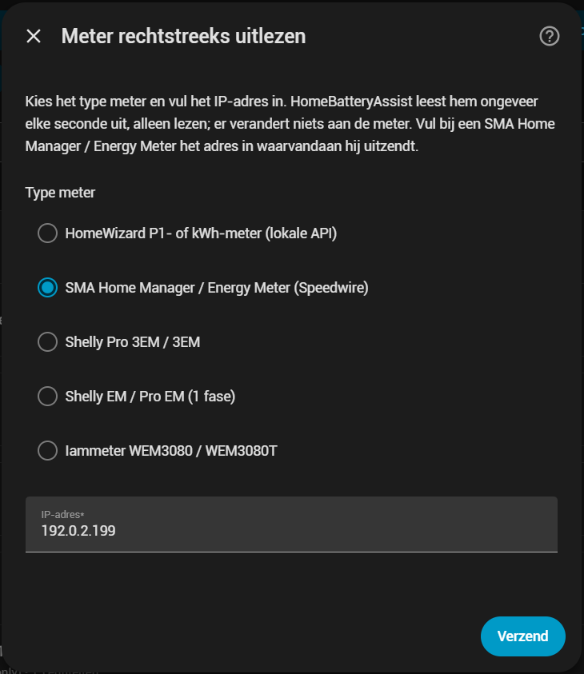 Meter rechtstreeks uitlezen
Kies het type meter en vul het IP-adres in. HomeBatteryAssist leest hem ongeveer
elke seconde uit, alleen lezen; er verandert niets aan de meter. Vul bij een SMA Home
Manager / Energy Meter het adres in waarvandaan hij uitzendt.
Type meter
HomeWizard P1- of kWh-meter (lokale API)
SMA Home Manager / Energy Meter (Speedwire)
Shelly Pro 3EM / 3EM
Shelly EM / Pro EM (1 fase)
Iammeter WEM3080 / WEM3080T
IP-adres*
192.0.2.199
Verzend